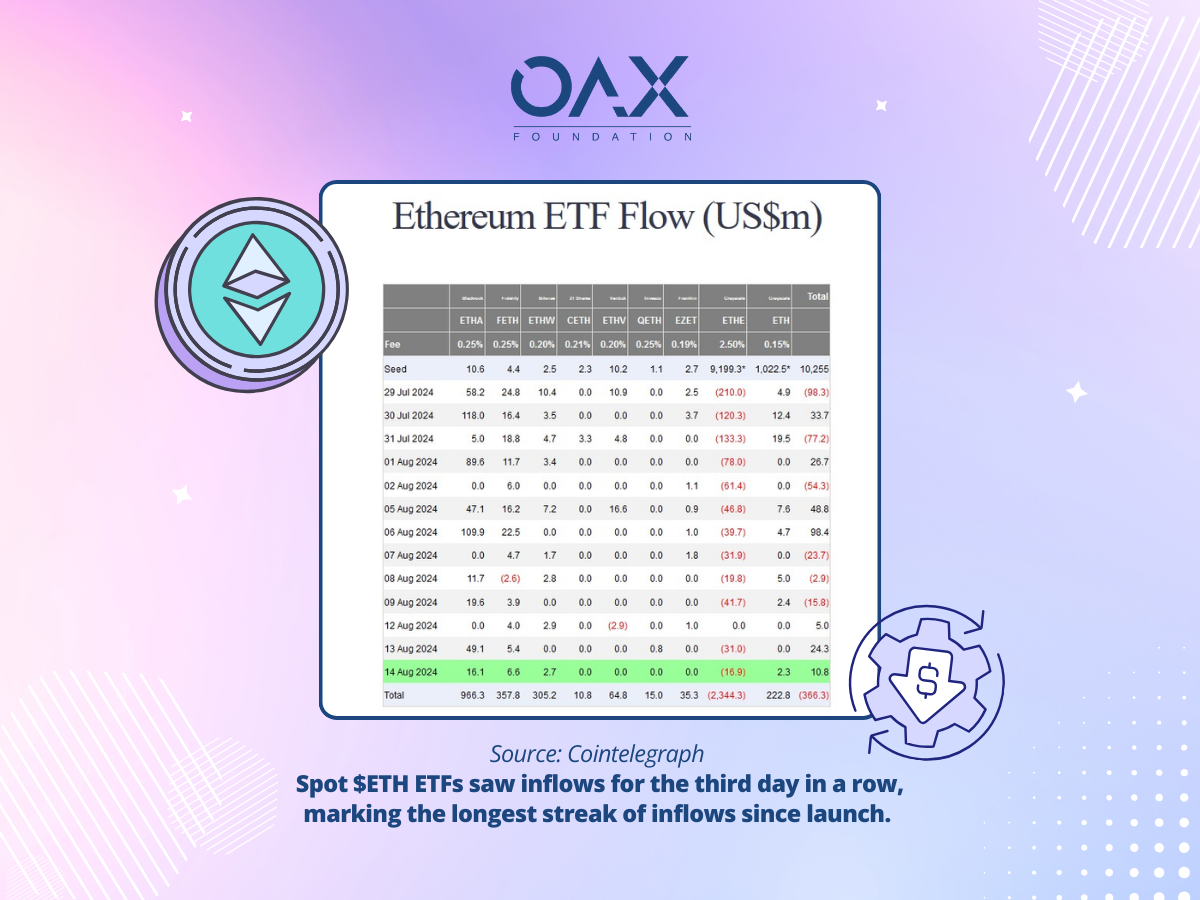 OAX
FOUNDATION
Ethereum ETF Flow (US$m)
Blackrock Fidelity Bitwise 21 Shares VanEck Invesco Franklin Grayscale Grayscale Total
ETHA FETH ETHW CETH ETHV QETH EZET ETHE ETH
Fee 0.25% 0.25% 0.20% 0.21% 0.20% 0.25% 0.19% 2.50% 0.15%
Seed 10.6 4.4 2.5 2.3 10.2 1.1 2.7 9,199.3* 1,022.5* 10,255
29 Jul 2024 58.2 24.8 10.4 0.0 10.9 0.0 2.5 (210.0) 4.9 (98.3)
30 Jul 2024 118.0 16.4 3.5 0.0 0.0 0.0 3.7 (120.3) 12.4 33.7
31 Jul 2024 5.0 18.8 4.7 3.3 4.8 0.0 0.0 (133.3) 19.5 (77.2)
01 Aug 2024 89.6 11.7 3.4 0.0 0.0 0.0 0.0 (78.0) 0.0 26.7
02 Aug 2024 0.0 6.0 0.0 0.0 0.0 0.0 1.1 (61.4) 0.0 (54.3)
05 Aug 2024 47.1 16.2 7.2 0.0 16.6 0.0 0.9 (46.8) 7.6 48.8
06 Aug 2024 109.9 22.5 0.0 0.0 0.0 0.0 1.0 (39.7) 4.7 98.4
07 Aug 2024 0.0 4.7 1.7 0.0 0.0 0.0 1.8 (31.9) 0.0 (23.7)
08 Aug 2024 11.7 (2.6) 2.8 0.0 0.0 0.0 0.0 (19.8) 5.0 (2.9)
09 Aug 2024 19.6 3.9 0.0 0.0 0.0 0.0 0.0 (41.7) 2.4 (15.8)
12 Aug 2024 0.0 4.0 2.9 0.0 (2.9) 0.0 1.0 0.0 0.0 5.0
13 Aug 2024 49.1 5.4 0.0 0.0 0.0 0.8 0.0 (31.0) 0.0 24.3
14 Aug 2024 16.1 6.6 2.7 0.0 0.0 0.0 0.0 (16.9) 2.3 10.8
Total 966.3 357.8 305.2 10.8 64.8 15.0 35.3 (2,344.3) 222.8 (366.3)
$
Source: Cointelegraph
Spot $ETH ETFs saw inflows for the third day in a row,
marking the longest streak of inflows since launch.